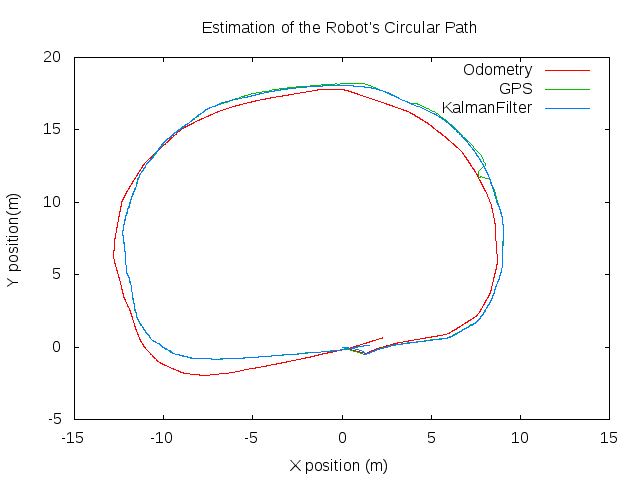 Estimation of the Robot's Circular Path
20
Odometry
GPS
KalmanFilter
15
10
5
0
-5
Y position(m)
-15 -10 -5 0 5 10 15
X position (m)